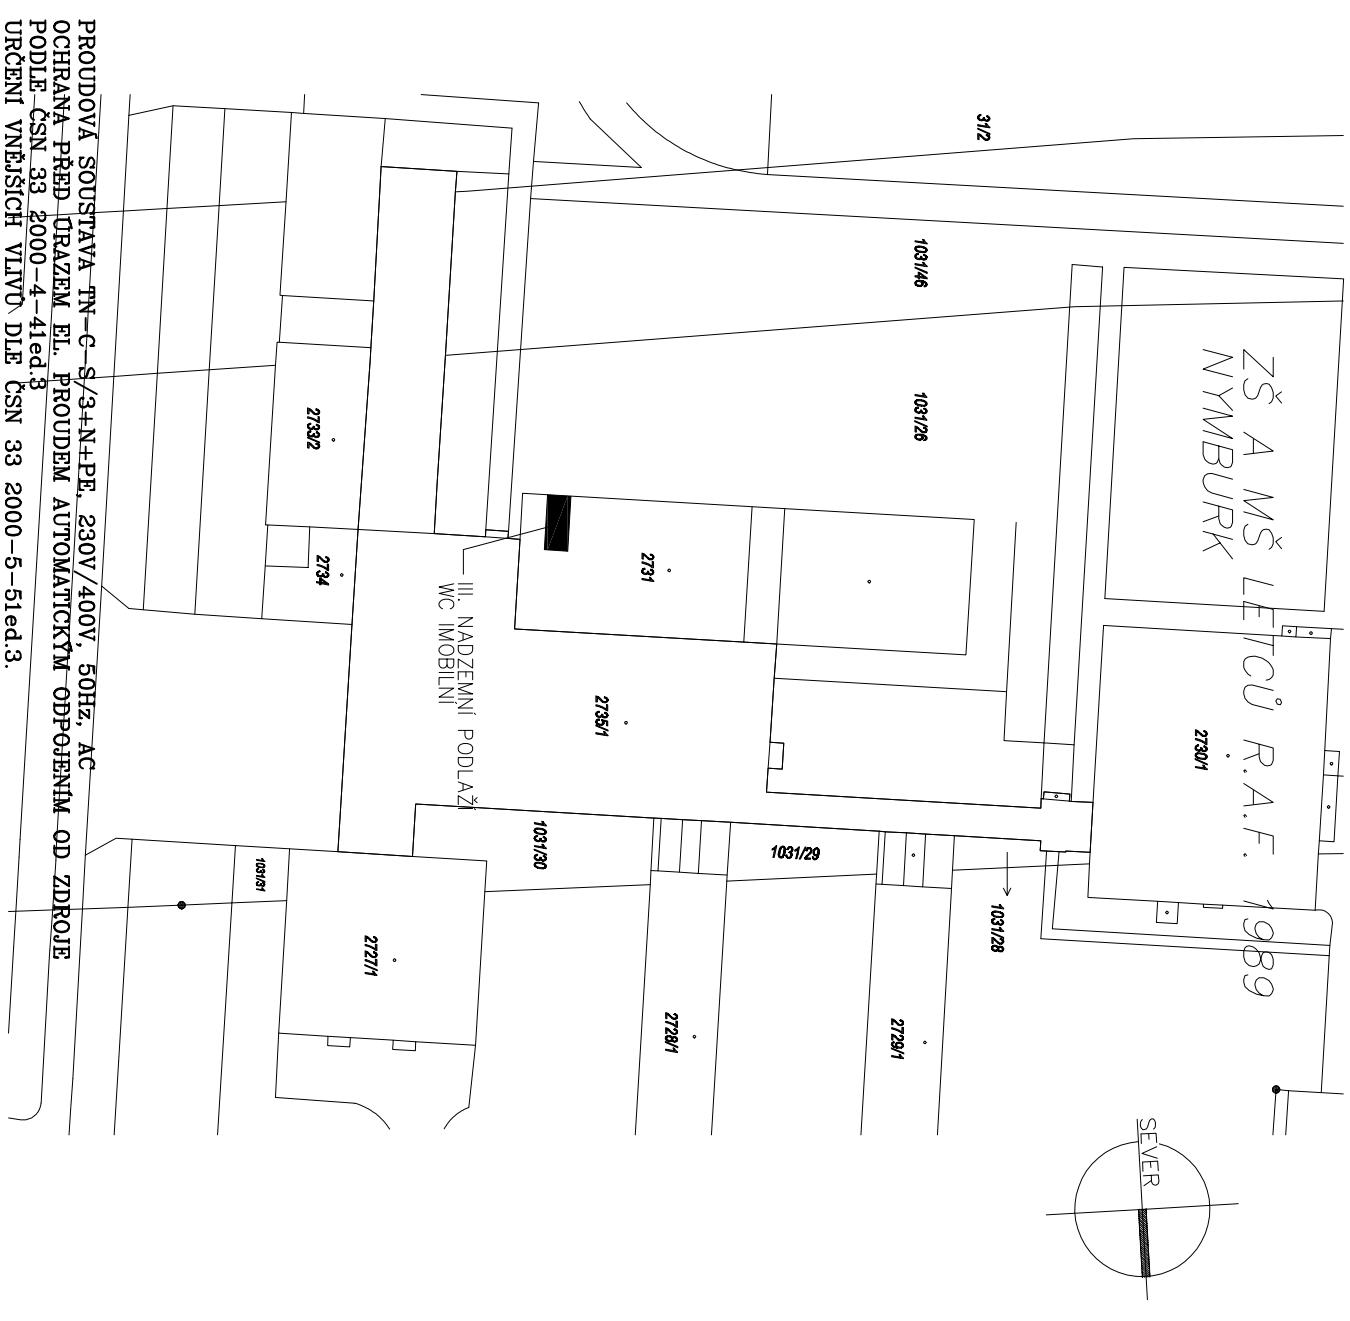 ZŠ A MŠ LETCŮ R.A.F. 1989
NYMBURK
31/2
1031/46
1031/26
2730/1
1031/28
2729/1
1031/29
2731
2735/1
2728/1
1031/30
III. NADZEMNÍ PODLAŽÍ
WC IMOBILNÍ
2727/1
2734
2733/2
1031/31
SEVER
PROUDOVÁ SOUSTAVA TN-C-S/3+N+PE, 230V/400V, 50Hz, AC
OCHRANA PŘED ÚRAZEM EL. PROUDEM AUTOMATICKÝM ODPOJENÍM OD ZDROJE
PODLE ČSN 33 2000-4-41ed.3
URČENÍ VNĚJŠÍCH VLIVŮ DLE ČSN 33 2000-5-51ed.3.